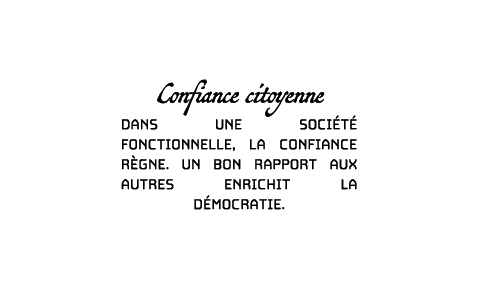 Confiance citoyenne
DANS UNE SOCIÉTÉ
FONCTIONNELLE, LA CONFIANCE
RÈGNE. UN BON RAPPORT AUX
AUTRES ENRICHIT LA
DÉMOCRATIE.